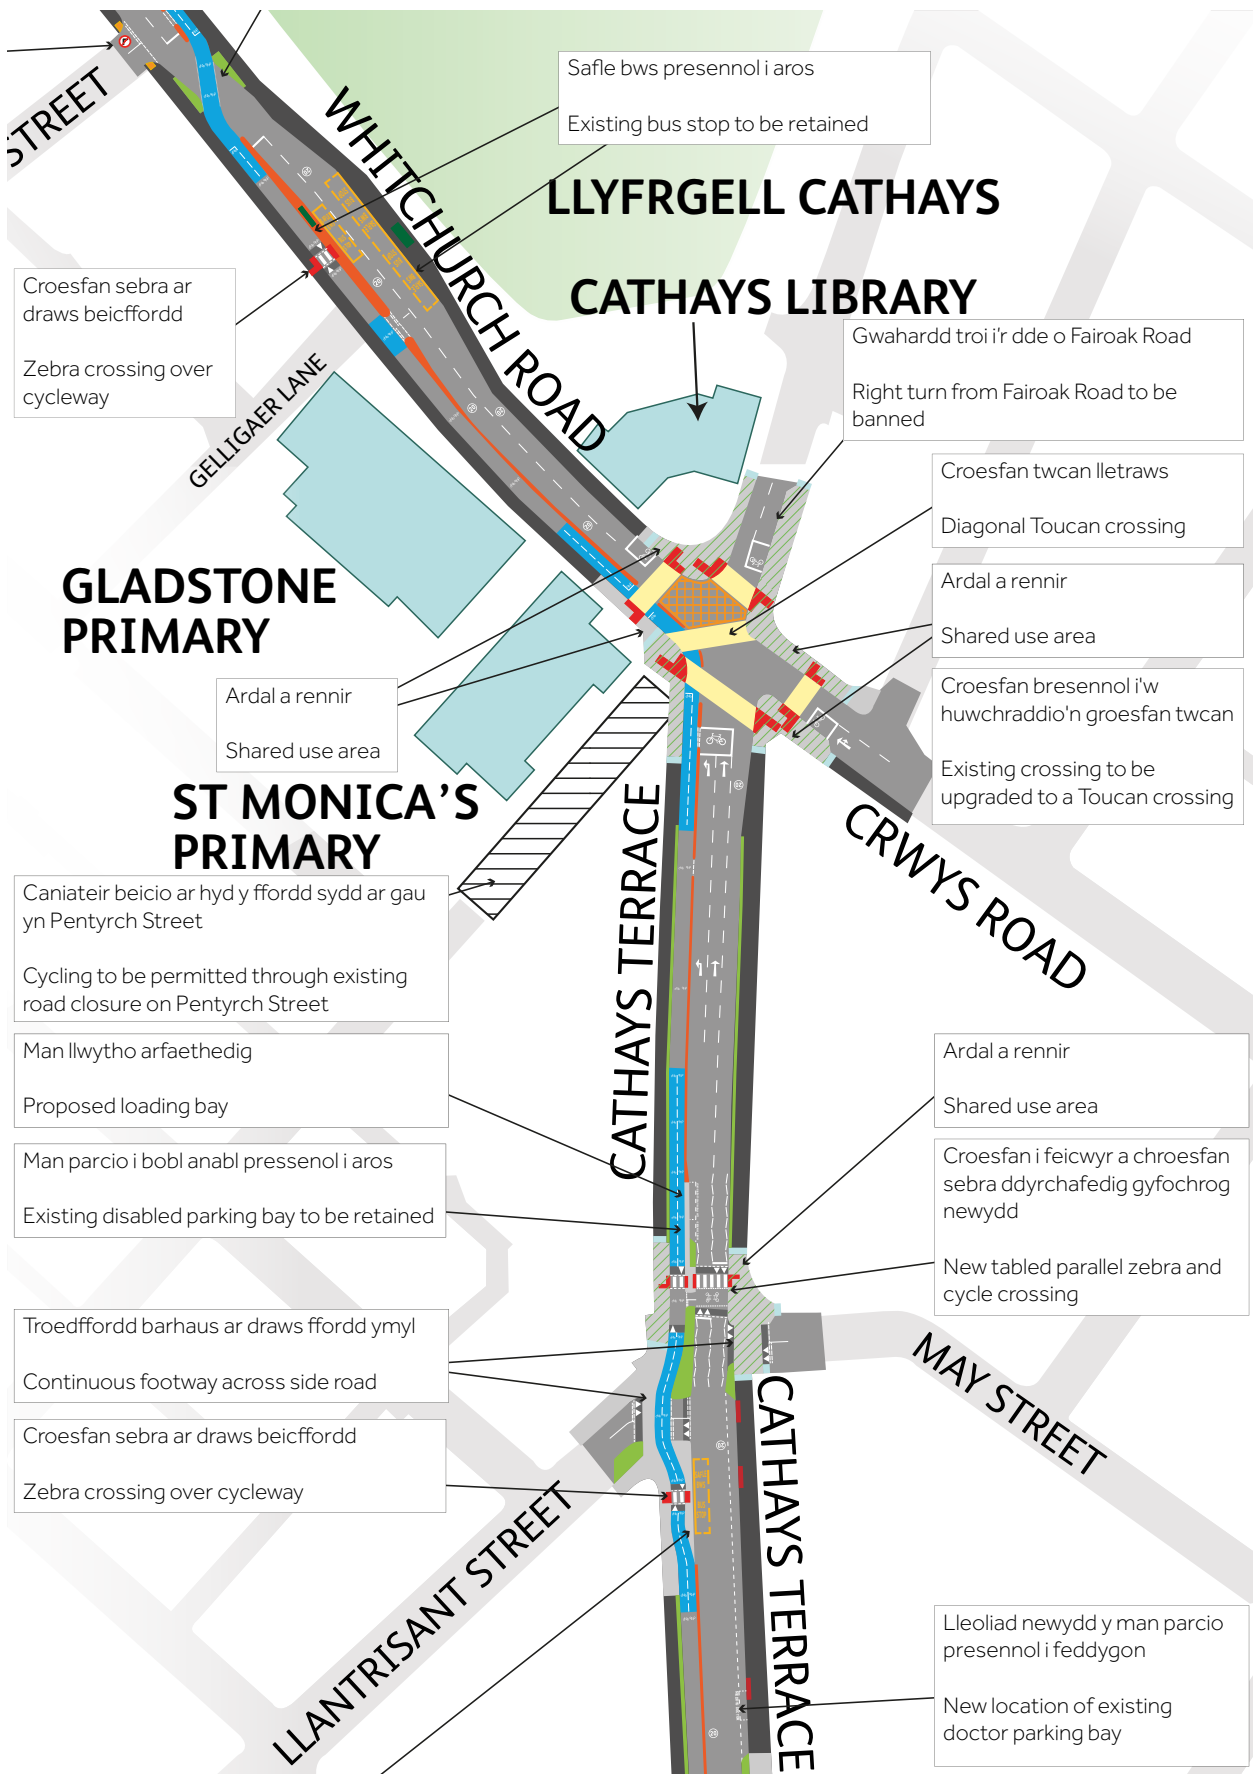 STREET
WHITCHURCH ROAD
Safle bws presennol i aros
Existing bus stop to be retained
LLYFRGELL CATHAYS
CATHAYS LIBRARY
Croesfan sebra ar
draws beicffordd
Zebra crossing over
cycleway
GELLIGAER LANE
Gwahardd troi i'r dde o Fairoak Road
Right turn from Fairoak Road to be
banned
Croesfan twcan lletraws
Diagonal Toucan crossing
GLADSTONE
PRIMARY
Ardal a rennir
Shared use area
Ardal a rennir
Shared use area
Croesfan bresennol i'w
huwchraddio'n groesfan twcan
Existing crossing to be
upgraded to a Toucan crossing
ST MONICA'S
PRIMARY
CATHAYS TERRACE
CRWYS ROAD
Caniateir beicio ar hyd y ffordd sydd ar gau
yn Pentyrch Street
Cycling to be permitted through existing
road closure on Pentyrch Street
Man llwytho arfaethedig
Proposed loading bay
Ardal a rennir
Shared use area
Man parcio i bobl anabl pressenol i aros
Existing disabled parking bay to be retained
Croesfan i feicwyr a chroesfan
sebra ddyrchafedig gyfochrog
newydd
New tabled parallel zebra and
cycle crossing
Troedffordd barhaus ar draws ffordd ymyl
Continuous footway across side road
MAY STREET
Croesfan sebra ar draws beicffordd
Zebra crossing over cycleway
CATHAYS TERRACE
LLANTRISANT STREET
Lleoliad newydd y man parcio
presennol i feddygon
New location of existing
doctor parking bay